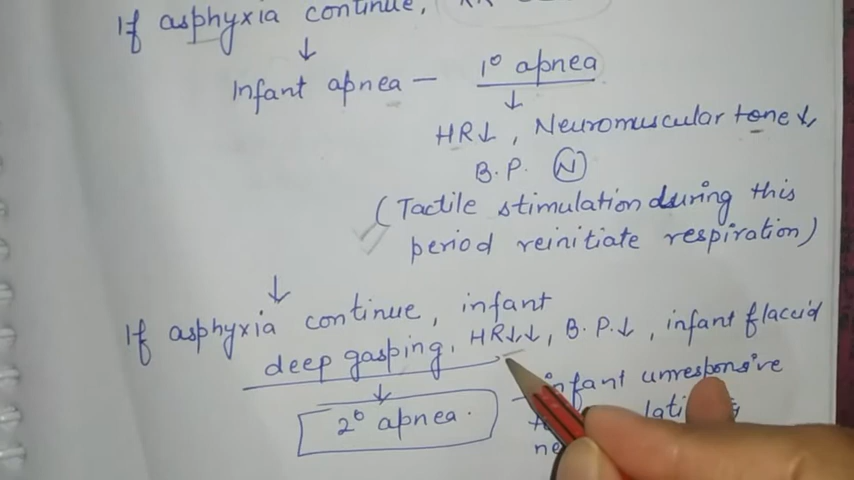 If asphyxia continue,
↓
Infant apnea — 1° apnea
↓
HR↓, Neuromuscular tone↓,
B.P. Ⓝ
(Tactile stimulation during this
period reinitiate respiration)
↓
If asphyxia continue, infant
deep gasping. HR↓↓, B.P.↓, infant flaccid
↓
2° apnea.
infant unresponsive